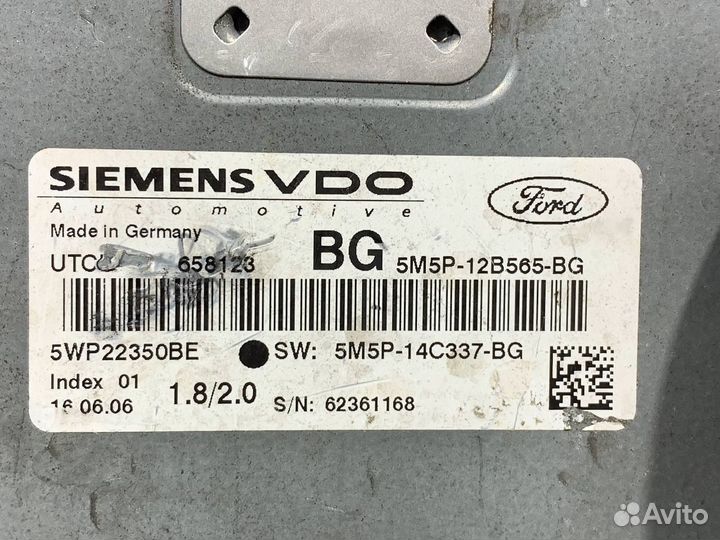 SIEMENS VDO
Automotive
Ford
Made in Germany
658123
BG
5M5P-12B565-BG
5WP22350BE
SW: 5M5P-14C337-BG
Index 01
1.8/2.0
16.06.06
S/N: 62361168
Avito